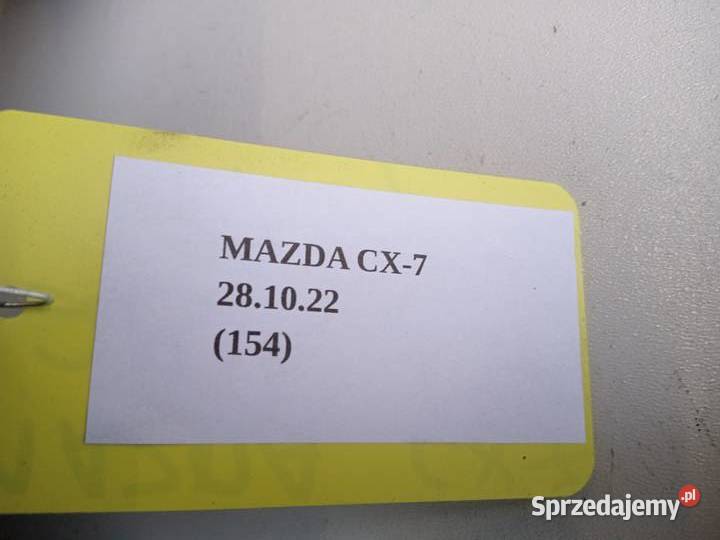 MAZDA CX-7
28.10.22
(154)
Sprzedajemy.pl